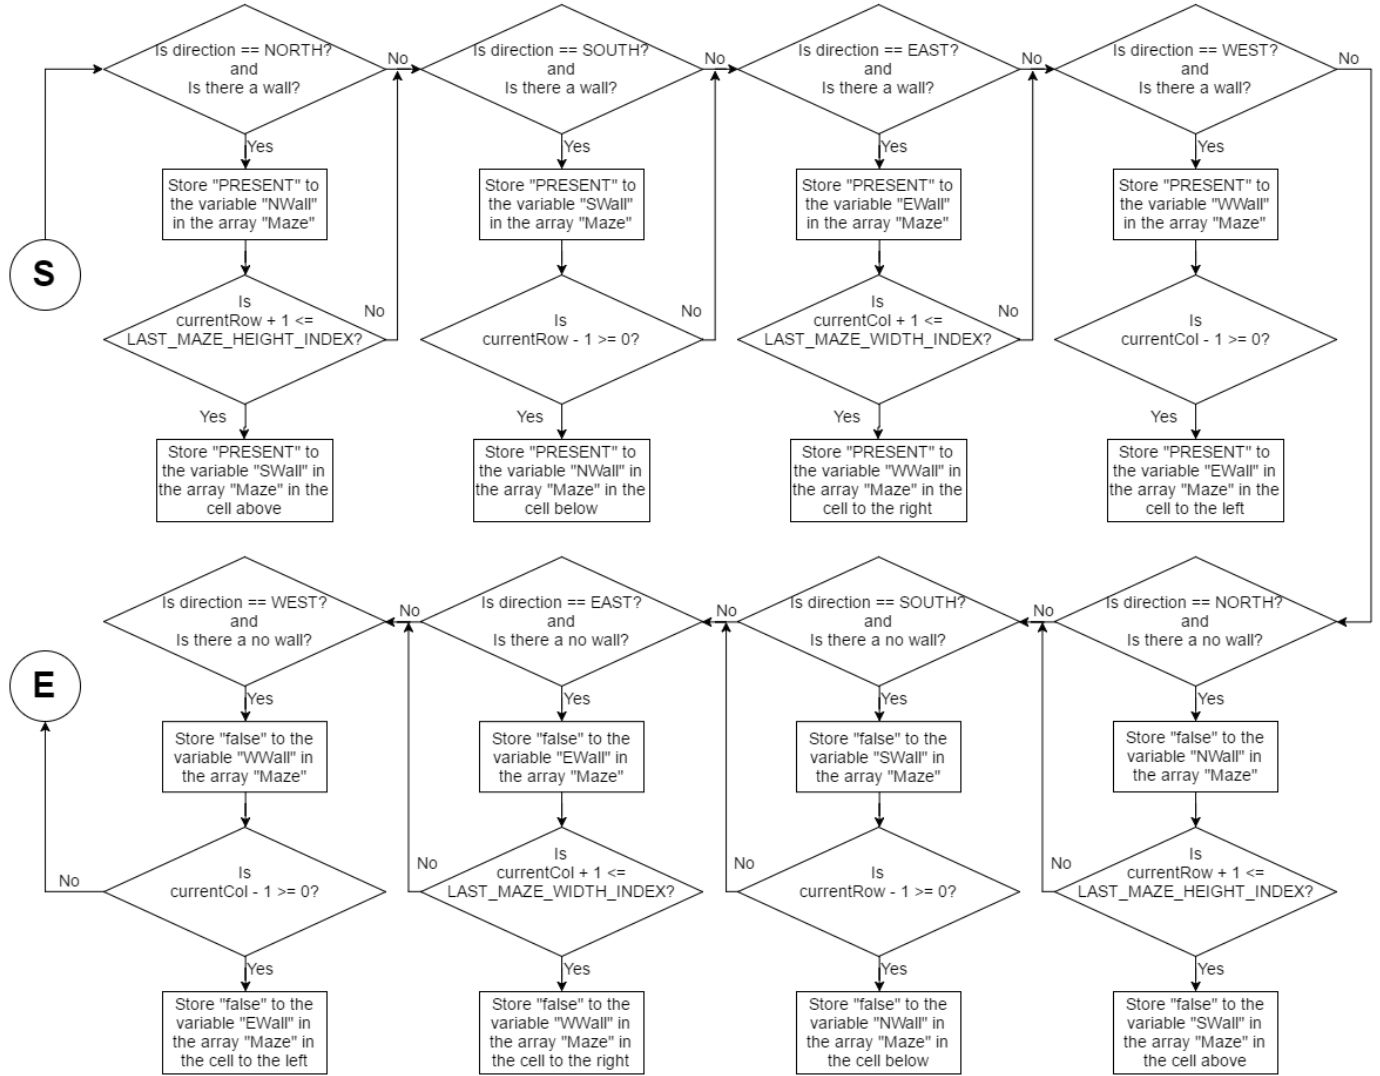 Is direction == NORTH?
and
Is there a wall?
No
Is direction == SOUTH?
and
Is there a wall?
No
Is direction == EAST?
and
Is there a wall?
No
Is direction == WEST?
and
Is there a wall?
No
Yes
Yes
Yes
Yes
Store "PRESENT" to
the variable "NWall"
in the array "Maze"
Store "PRESENT" to
the variable "SWall"
in the array "Maze"
Store "PRESENT" to
the variable "EWall"
in the array "Maze"
Store "PRESENT" to
the variable "WWall"
in the array "Maze"
S
Is
currentRow + 1 <=
LAST_MAZE_HEIGHT_INDEX?
No
Is
currentRow - 1 >= 0?
No
Is
currentCol + 1 <=
LAST_MAZE_WIDTH_INDEX?
No
Is
currentCol - 1 >= 0?
Yes
Yes
Yes
Yes
Store "PRESENT" to
the variable "SWall" in
the array "Maze" in the
cell above
Store "PRESENT" to
the variable "NWall" in
the array "Maze" in the
cell below
Store "PRESENT" to
the variable "WWall" in
the array "Maze" in the
cell to the right
Store "PRESENT" to
the variable "EWall" in
the array "Maze" in the
cell to the left
Is direction == WEST?
and
Is there a no wall?
No
Is direction == EAST?
and
Is there a no wall?
No
Is direction == SOUTH?
and
Is there a no wall?
No
Is direction == NORTH?
and
Is there a no wall?
E
Yes
Yes
Yes
Yes
Store "false" to the
variable "WWall" in
the array "Maze"
Store "false" to the
variable "EWall" in
the array "Maze"
Store "false" to the
variable "SWall" in
the array "Maze"
Store "false" to the
variable "NWall" in
the array "Maze"
No
Is
currentCol - 1 >= 0?
No
Is
currentCol + 1 <=
LAST_MAZE_WIDTH_INDEX?
No
Is
currentRow - 1 >= 0?
No
Is
currentRow + 1 <=
LAST_MAZE_HEIGHT_INDEX?
Yes
Yes
Yes
Yes
Store "false" to the
variable "EWall" in
the array "Maze" in
the cell to the left
Store "false" to the
variable "WWall" in
the array "Maze" in
the cell to the right
Store "false" to the
variable "NWall" in
the array "Maze" in
the cell below
Store "false" to the
variable "SWall" in
the array "Maze" in
the cell above